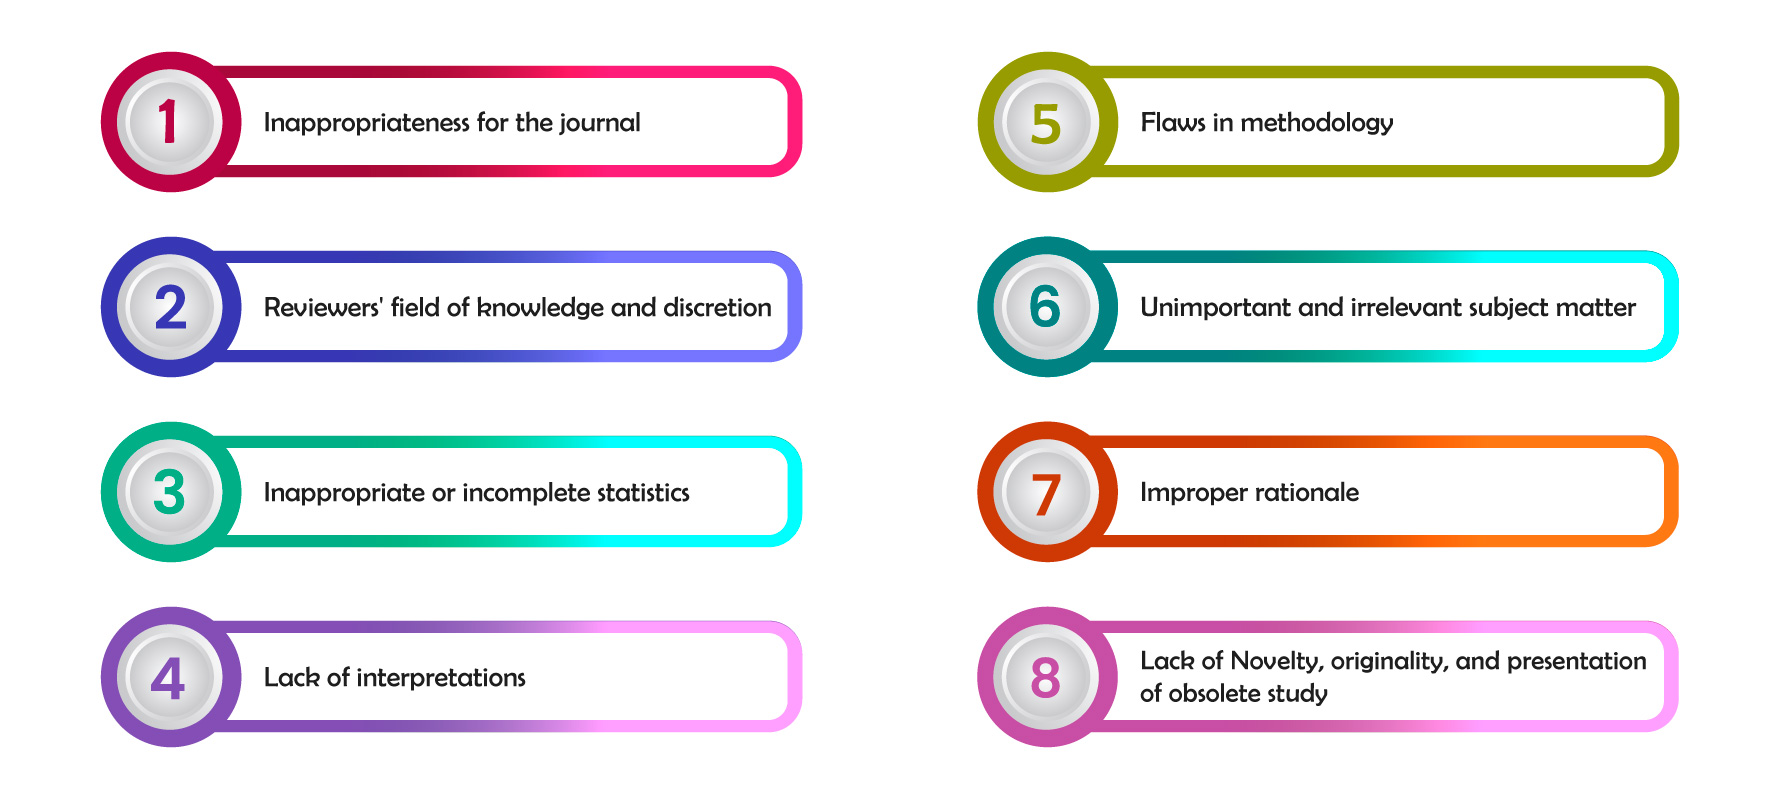 1
Inappropriateness for the journal
2
Reviewers' field of knowledge and discretion
3
Inappropriate or incomplete statistics
4
Lack of interpretations
5
Flaws in methodology
6
Unimportant and irrelevant subject matter
7
Improper rationale
8
Lack of Novelty, originality, and presentation
of obsolete study